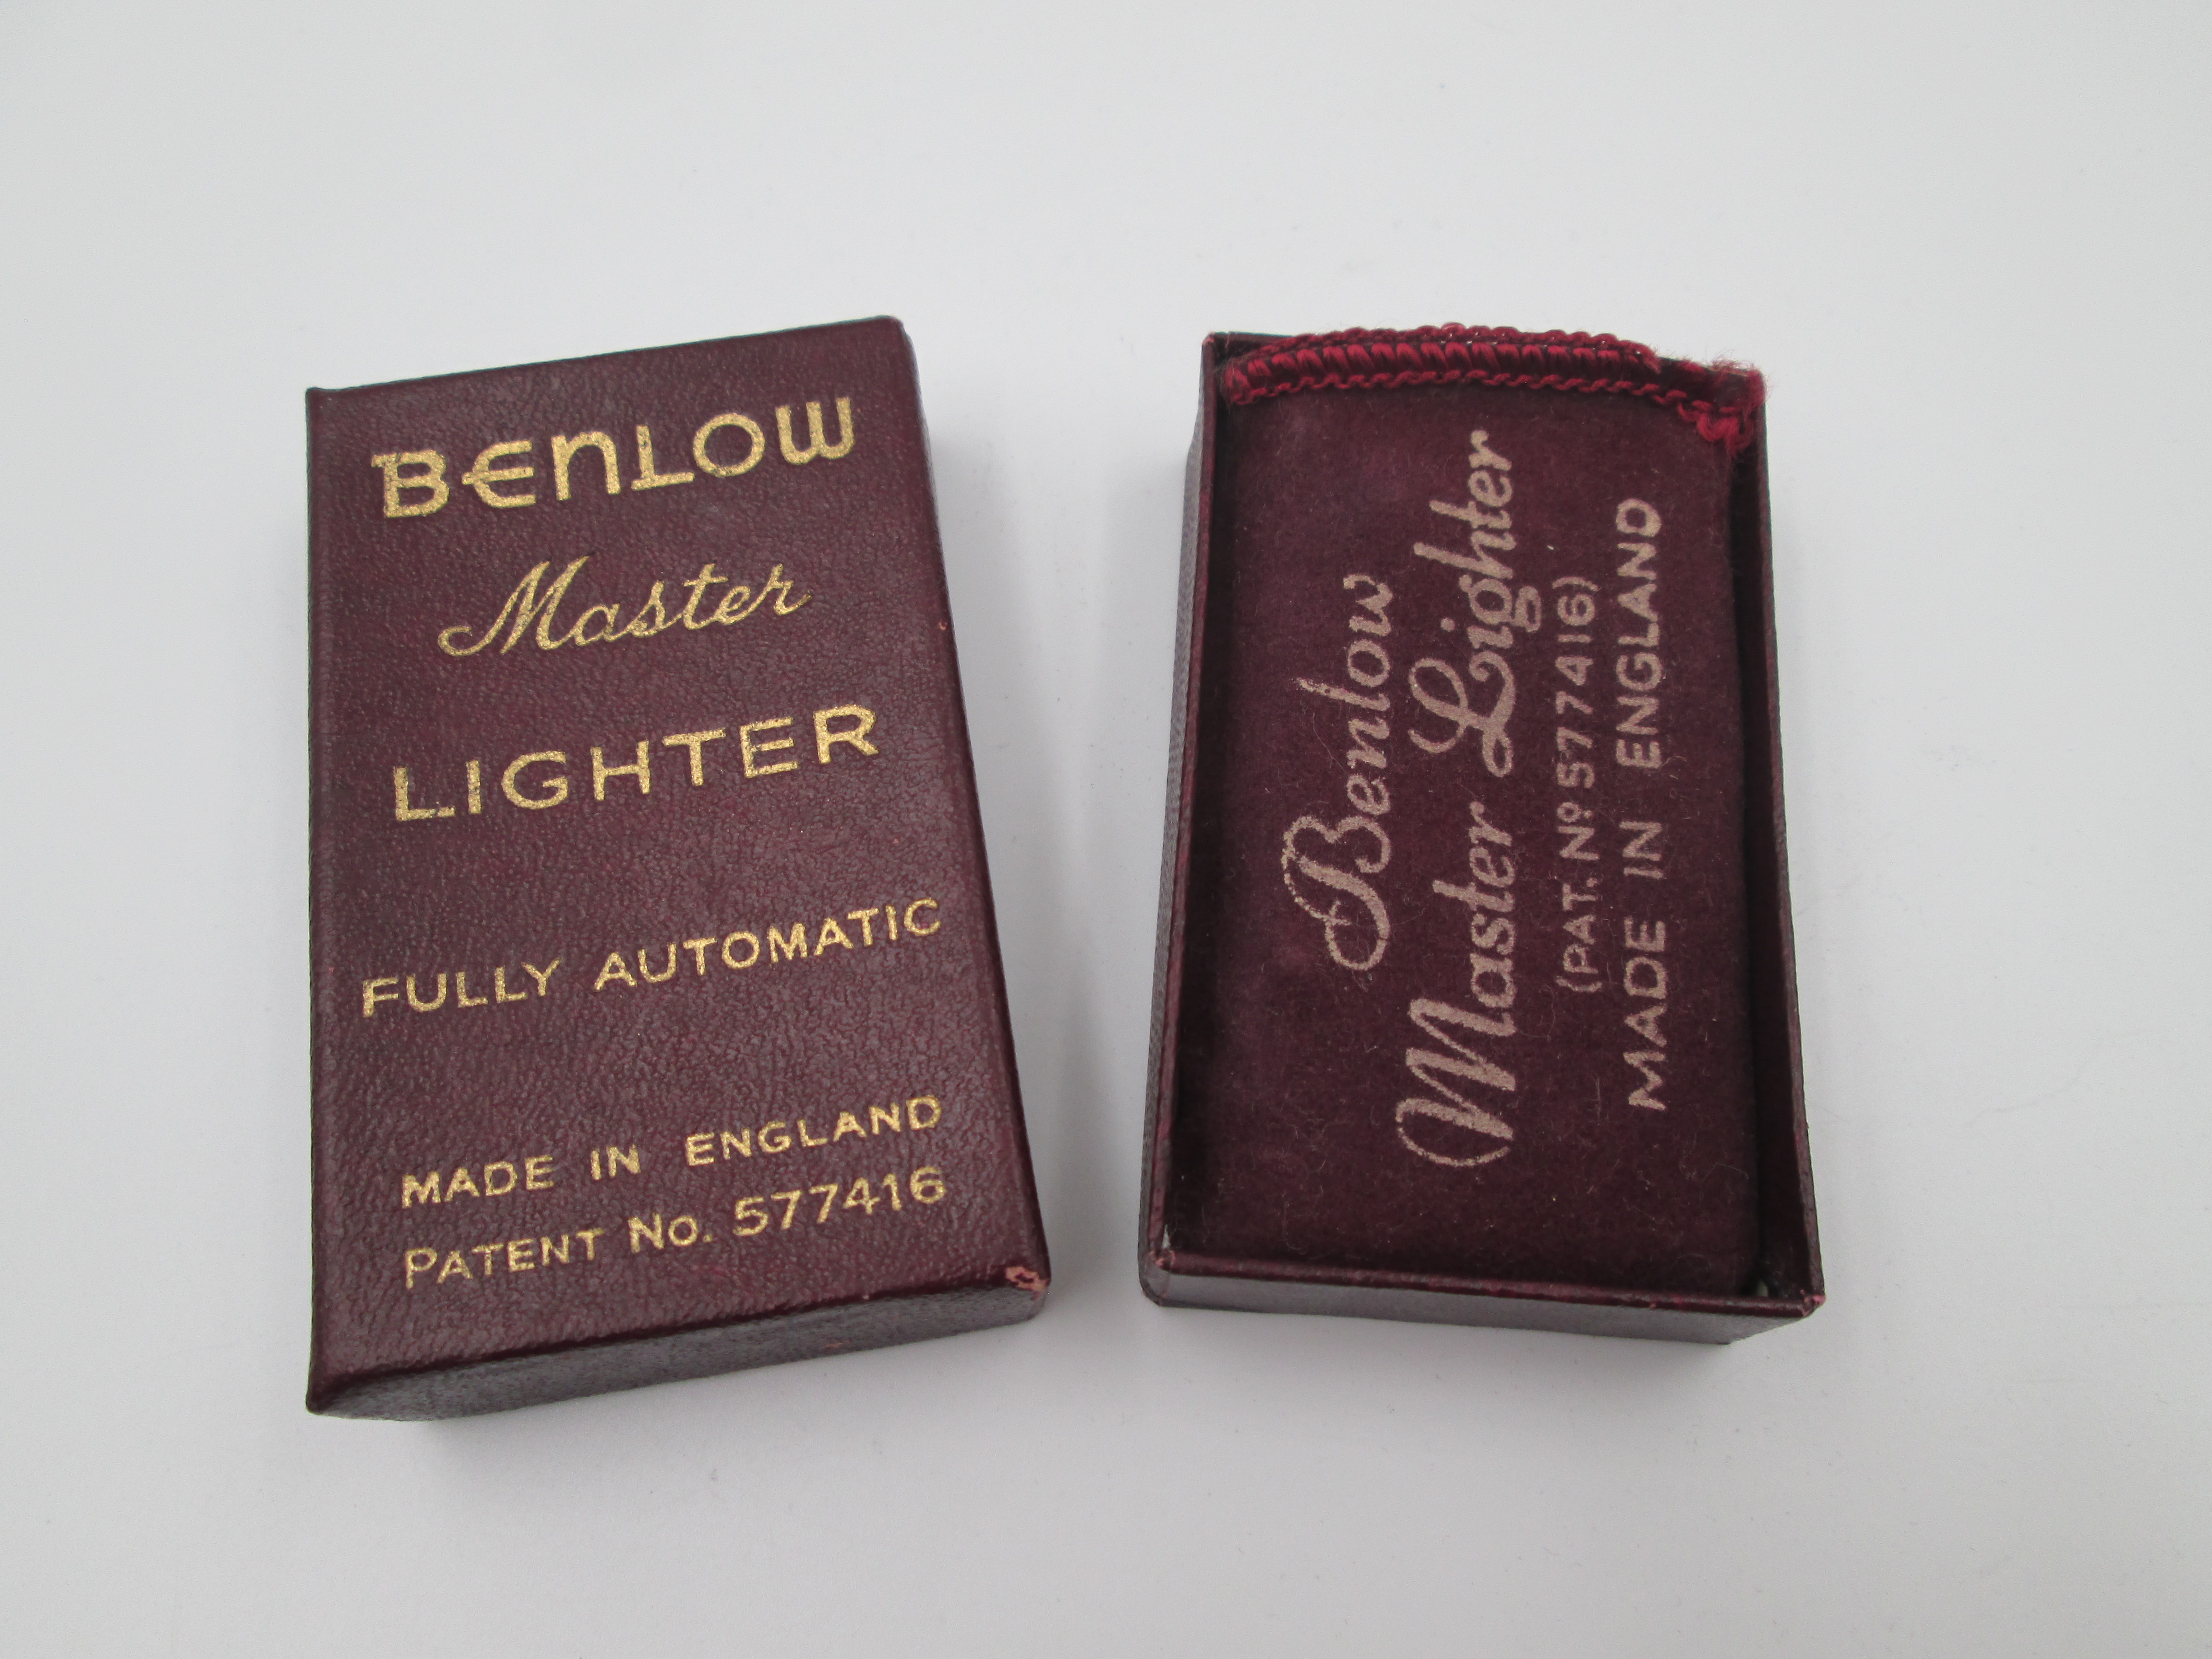 BENLOW
Master
LIGHTER
FULLY AUTOMATIC
MADE IN ENGLAND
PATENT No. 577416
Benlow
Master Lighter
(PAT. Nº 577416)
MADE IN ENGLAND